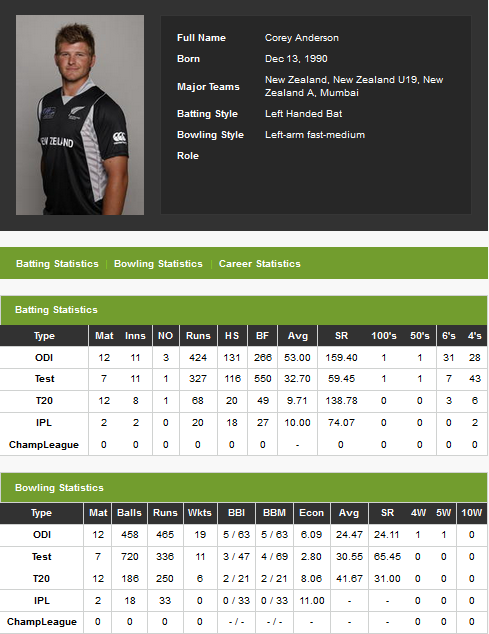 Full Name Corey Anderson
Born Dec 13, 1990
Major Teams New Zealand, New Zealand U19, New
Zealand A, Mumbai
Batting Style Left Handed Bat
Bowling Style Left-arm fast-medium
Role
NEW ZEALAND
Batting Statistics | Bowling Statistics | Career Statistics
Batting Statistics
Type Mat Inns NO Runs HS BF Avg SR 100's 50's 6's 4's
ODI 12 11 3 424 131 266 53.00 159.40 1 1 31 28
Test 7 11 1 327 116 550 32.70 59.45 1 1 7 43
T20 12 8 1 68 20 49 9.71 138.78 0 0 3 6
IPL 2 2 0 20 18 27 10.00 74.07 0 0 0 2
ChampLeague 0 0 0 0 0 0 - 0 0 0 0 0
Bowling Statistics
Type Mat Balls Runs Wkts BBI BBM Econ Avg SR 4W 5W 10W
ODI 12 458 465 19 5 / 63 5 / 63 6.09 24.47 24.11 1 1 0
Test 7 720 336 11 3 / 47 4 / 69 2.80 30.55 65.45 0 0 0
T20 12 186 250 6 2 / 21 2 / 21 8.06 41.67 31.00 0 0 0
IPL 2 18 33 0 0 / 33 0 / 33 11.00 - - 0 0 0
ChampLeague 0 0 0 0 - / - - / - - - - 0 0 0